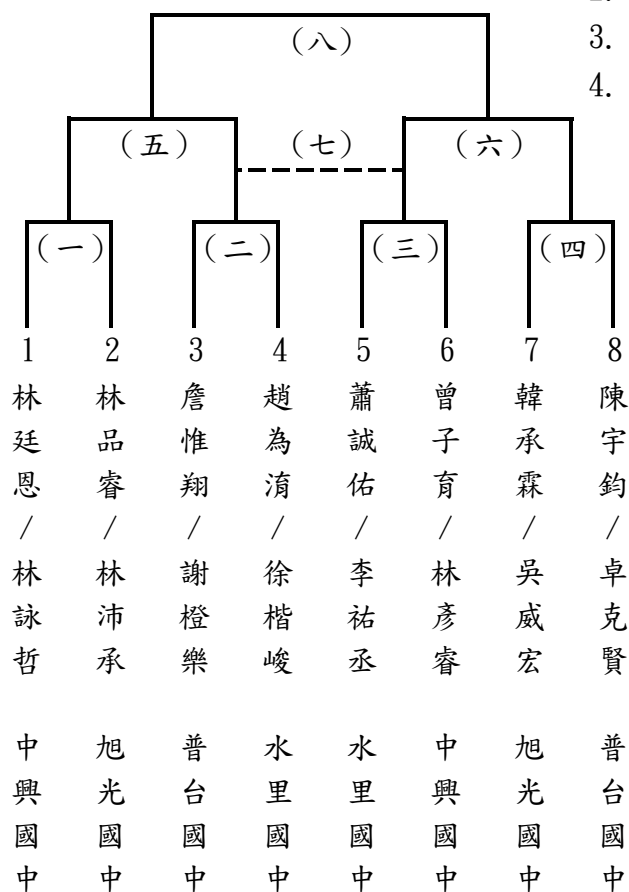 2.
3.
4.
(八)
(五)
(七)
(六)
(一)
(二)
(三)
(四)
1
林廷恩/林詠哲 中興國中
2
林品睿/林沛承 旭光國中
3
詹惟翔/謝橙樂 普台國中
4
趙為淯/徐楷峻 水里國中
5
蕭誠佑/李祐丞 水里國中
6
曾子育/林彥睿 中興國中
7
韓承霖/吳威宏 旭光國中
8
陳宇鈞/卓克賢 普台國中